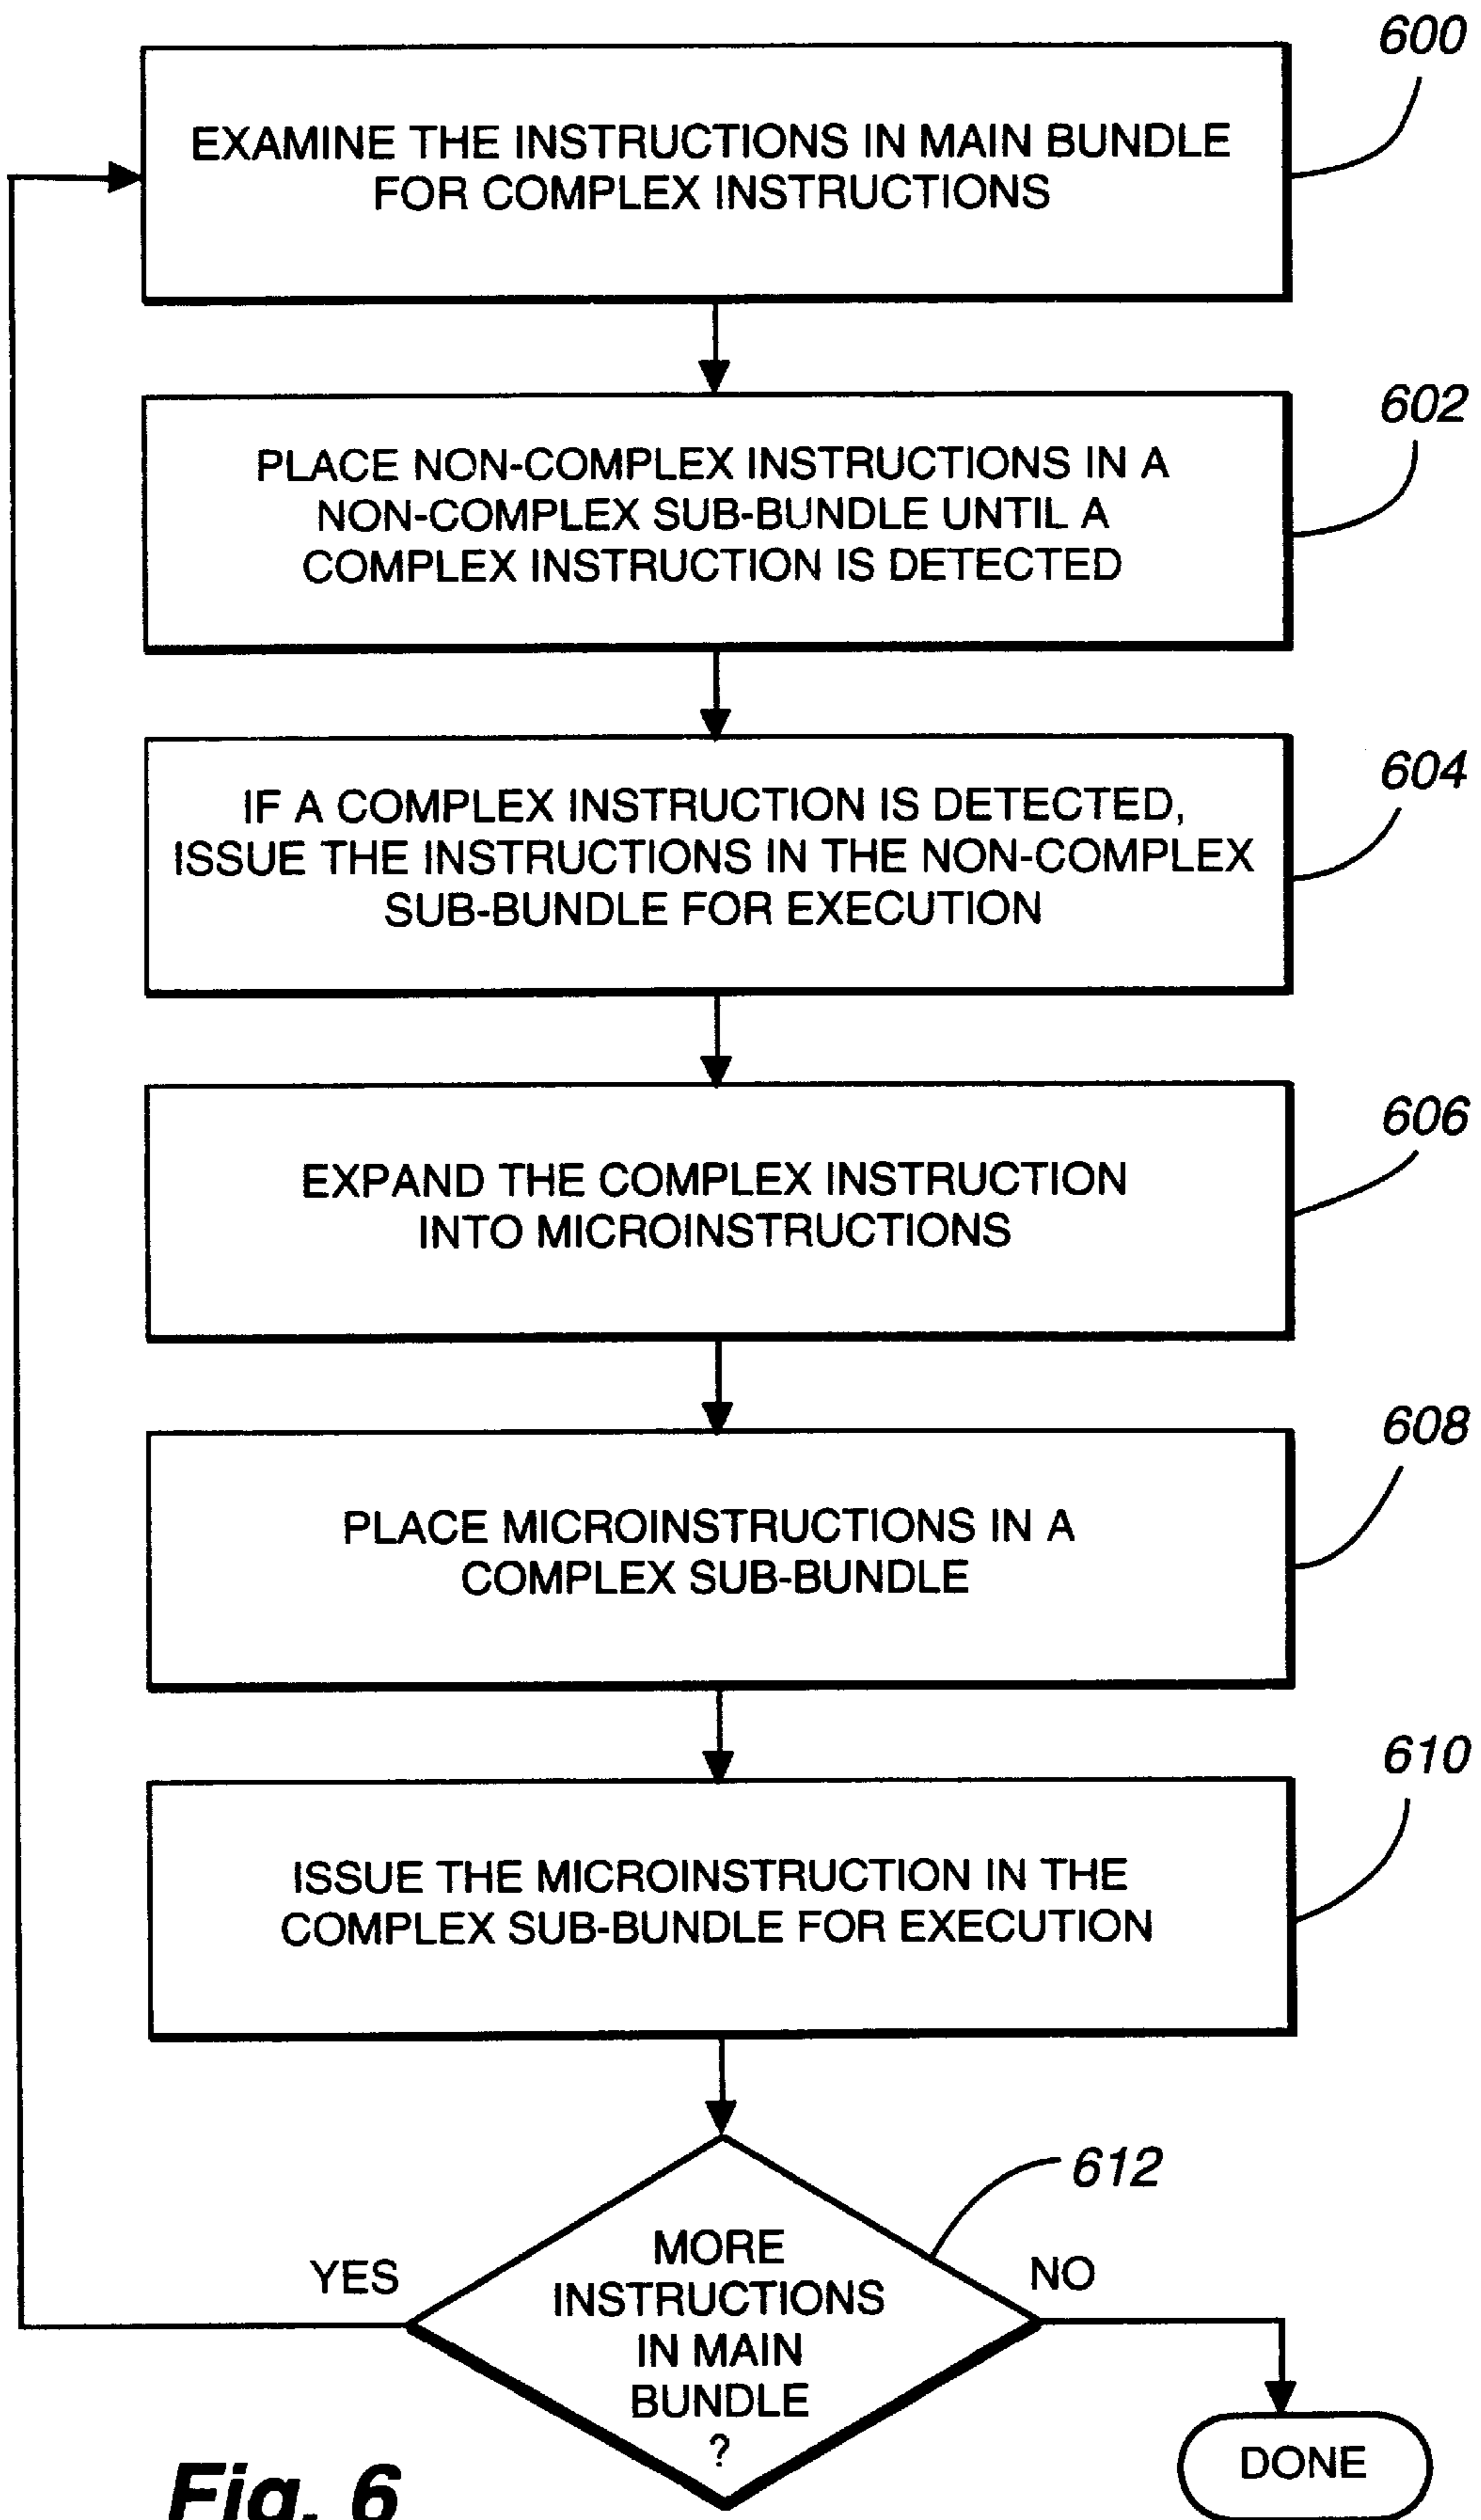 600
EXAMINE THE INSTRUCTIONS IN MAIN BUNDLE
FOR COMPLEX INSTRUCTIONS
602
PLACE NON-COMPLEX INSTRUCTIONS IN A
NON-COMPLEX SUB-BUNDLE UNTIL A
COMPLEX INSTRUCTION IS DETECTED
604
IF A COMPLEX INSTRUCTION IS DETECTED,
ISSUE THE INSTRUCTIONS IN THE NON-COMPLEX
SUB-BUNDLE FOR EXECUTION
606
EXPAND THE COMPLEX INSTRUCTION
INTO MICROINSTRUCTIONS
608
PLACE MICROINSTRUCTIONS IN A
COMPLEX SUB-BUNDLE
610
ISSUE THE MICROINSTRUCTION IN THE
COMPLEX SUB-BUNDLE FOR EXECUTION
612
MORE
INSTRUCTIONS
IN MAIN
BUNDLE
?
YES
NO
DONE
Fig. 6